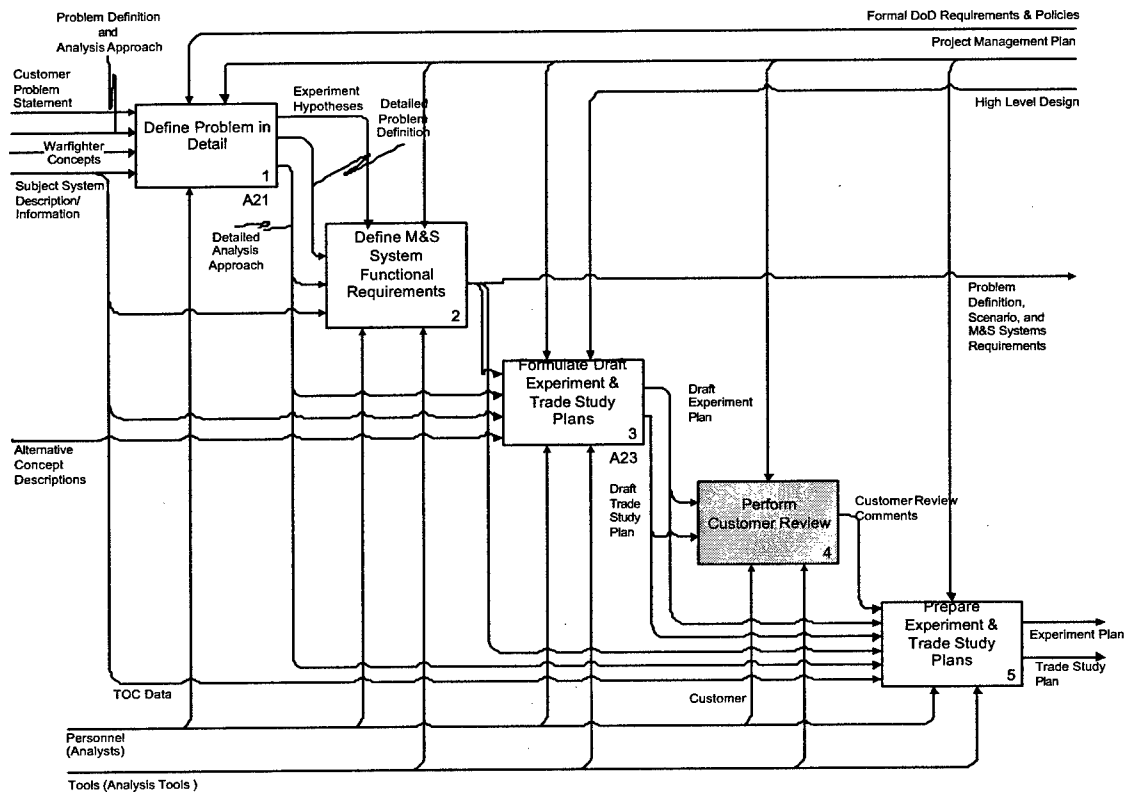 Problem Definition
and
Analysis Approach
Formal DoD Requirements & Policies
Project Management Plan
Customer
Problem
Statement
Experiment
Hypotheses
Detailed
Problem
Definition
High Level Design
Define Problem in
Detail
1
A21
Warfighter
Concepts
Subject System
Description/
Information
Detailed
Analysis
Approach
Define M&S
System
Functional
Requirements
2
Problem
Definition,
Scenario, and
M&S Systems
Requirements
Formulate Draft
Experiment &
Trade Study
Plans
3
A23
Draft
Experiment
Plan
Alternative
Concept
Descriptions
Draft
Trade
Study
Plan
Perform
Customer Review
4
Customer Review
Comments
Prepare
Experiment &
Trade Study
Plans
5
Experiment Plan
Trade Study
Plan
TOC Data
Customer
Personnel
(Analysts)
Tools (Analysis Tools )